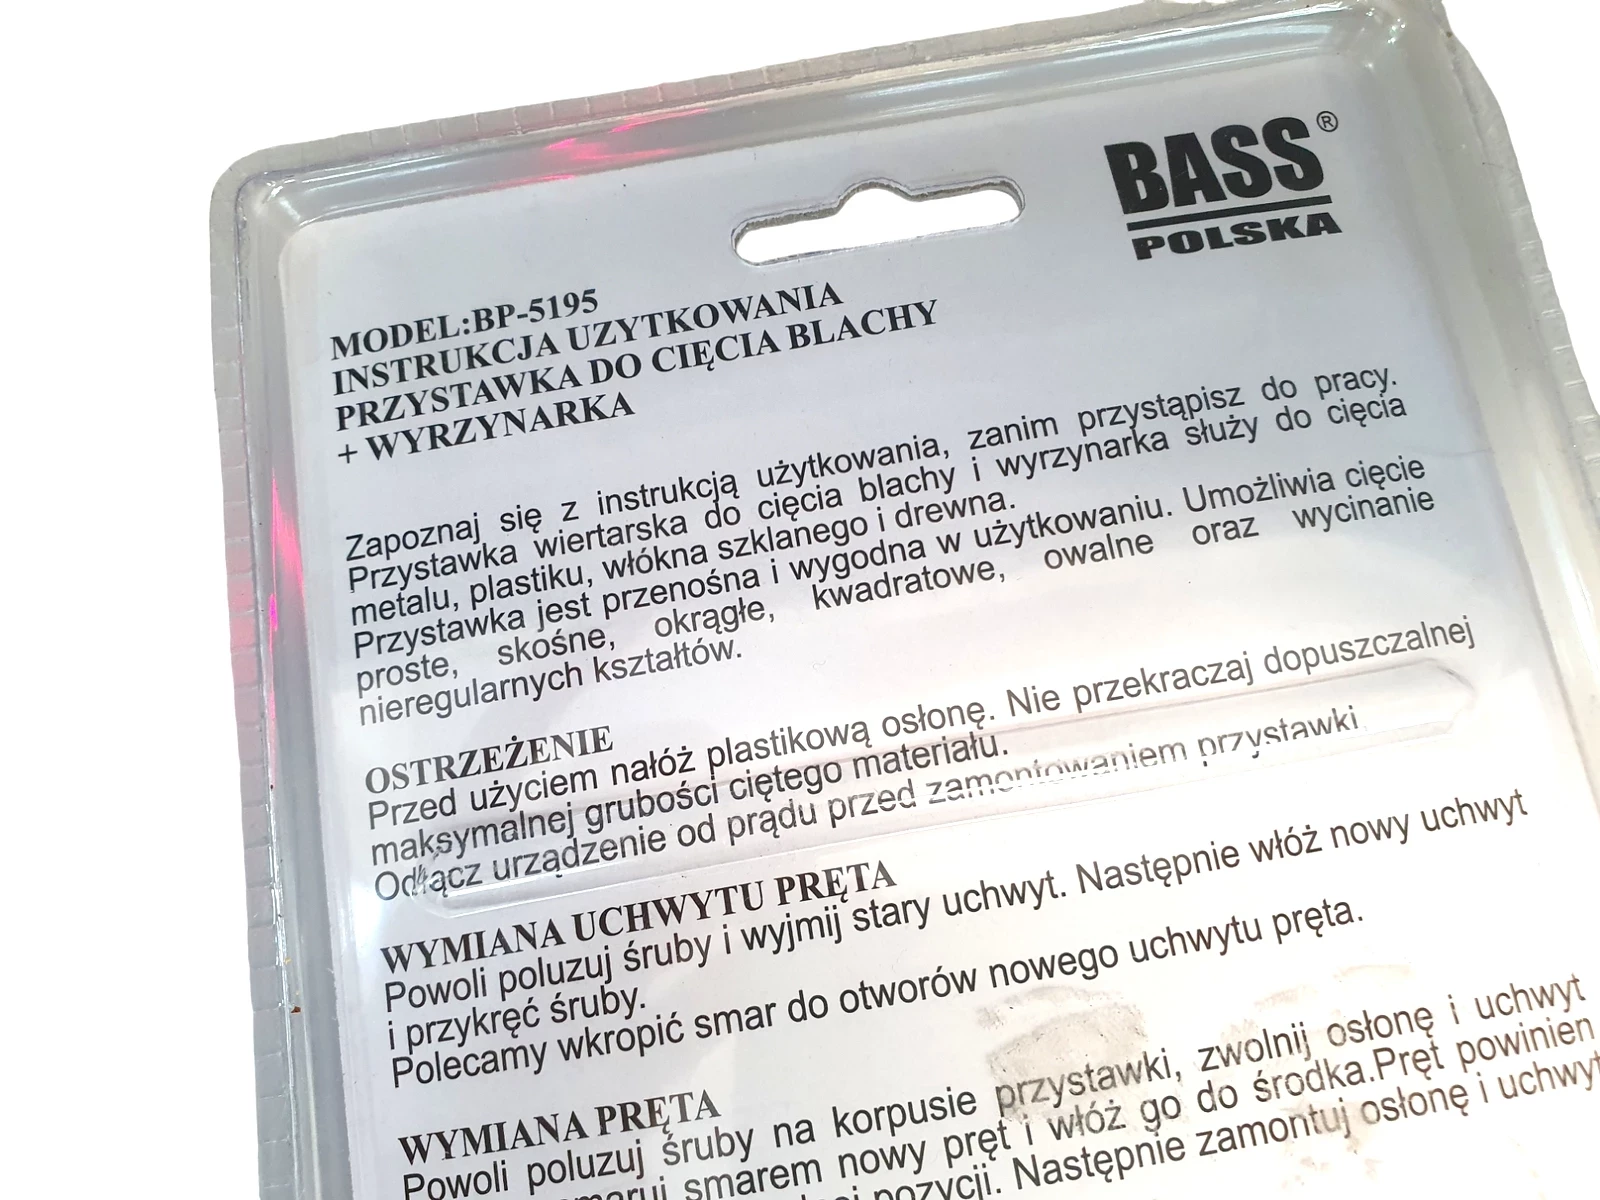 BASS®
POLSKA
MODEL:BP-5195
INSTRUKCJA UZYTKOWANIA
PRZYSTAWKA DO CIĘCIA BLACHY
+ WYRZYNARKA
Zapoznaj się z instrukcją użytkowania, zanim przystąpisz do pracy.
Przystawka wiertarska do cięcia blachy i wyrzynarka służy do cięcia
metalu, plastiku, włókna szklanego i drewna.
Przystawka jest przenośna i wygodna w użytkowaniu. Umożliwia cięcie
proste, skośne, okrągłe, kwadratowe, owalne oraz wycinanie
nieregularnych kształtów.
OSTRZEŻENIE
Przed użyciem nałóż plastikową osłonę. Nie przekraczaj dopuszczalnej
maksymalnej grubości ciętego materiału.
Odłącz urządzenie od prądu przed zamontowaniem przystawki
WYMIANA UCHWYTU PRĘTA
Powoli poluzuj śruby i wyjmij stary uchwyt. Następnie włóż nowy uchwyt
i przykręć śruby.
Polecamy wkropić smar do otworów nowego uchwytu pręta.
WYMIANA PRĘTA
Powoli poluzuj śruby na korpusie przystawki, zwolnij osłonę i uchwyt
smarem nowy pręt i włóż go do środka.Pręt powinien
pozycji. Następnie zamontuj osłonę i uchwyt